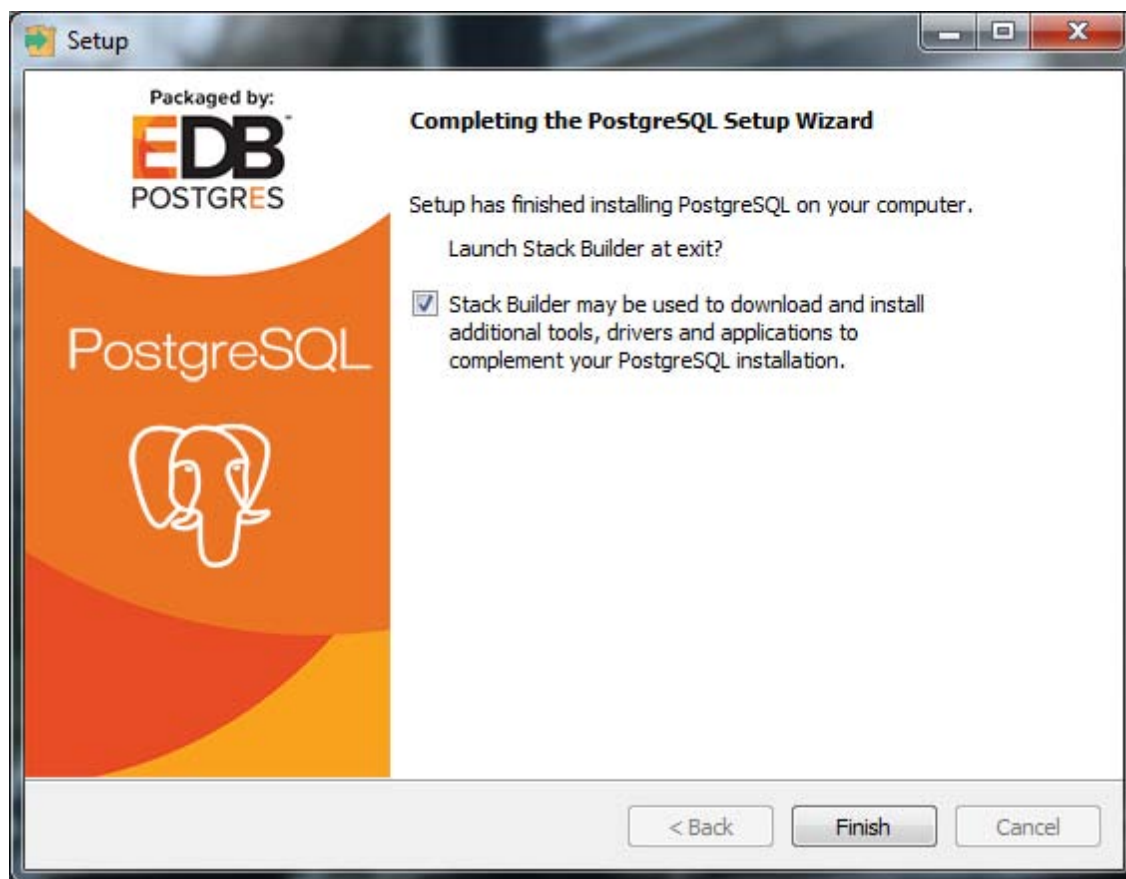 Setup
Packaged by:
EDB™
POSTGRES
PostgreSQL
Completing the PostgreSQL Setup Wizard
Setup has finished installing PostgreSQL on your computer.
Launch Stack Builder at exit?
Stack Builder may be used to download and install
additional tools, drivers and applications to
complement your PostgreSQL installation.
< Back
Finish
Cancel